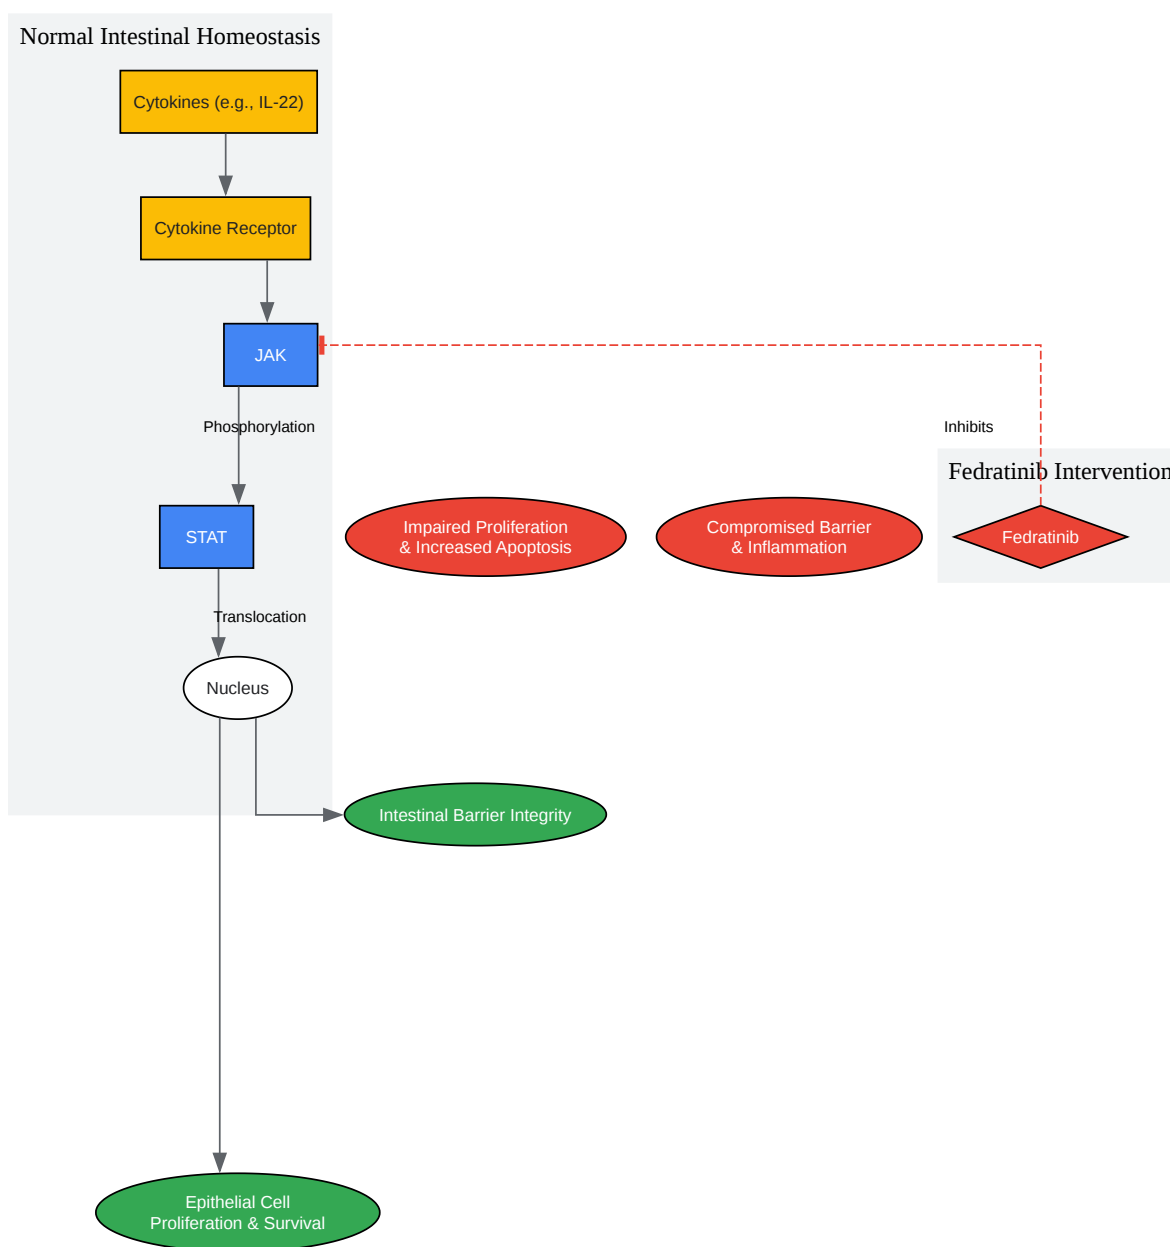 Normal Intestinal Homeostasis
Cytokines (e.g., IL-22)
Cytokine Receptor
JAK
Phosphorylation
Inhibits
Fedratinib Intervention
STAT
Impaired Proliferation
& Increased Apoptosis
Compromised Barrier
& Inflammation
Fedratinib
Translocation
Nucleus
Intestinal Barrier Integrity
Epithelial Cell
Proliferation & Survival